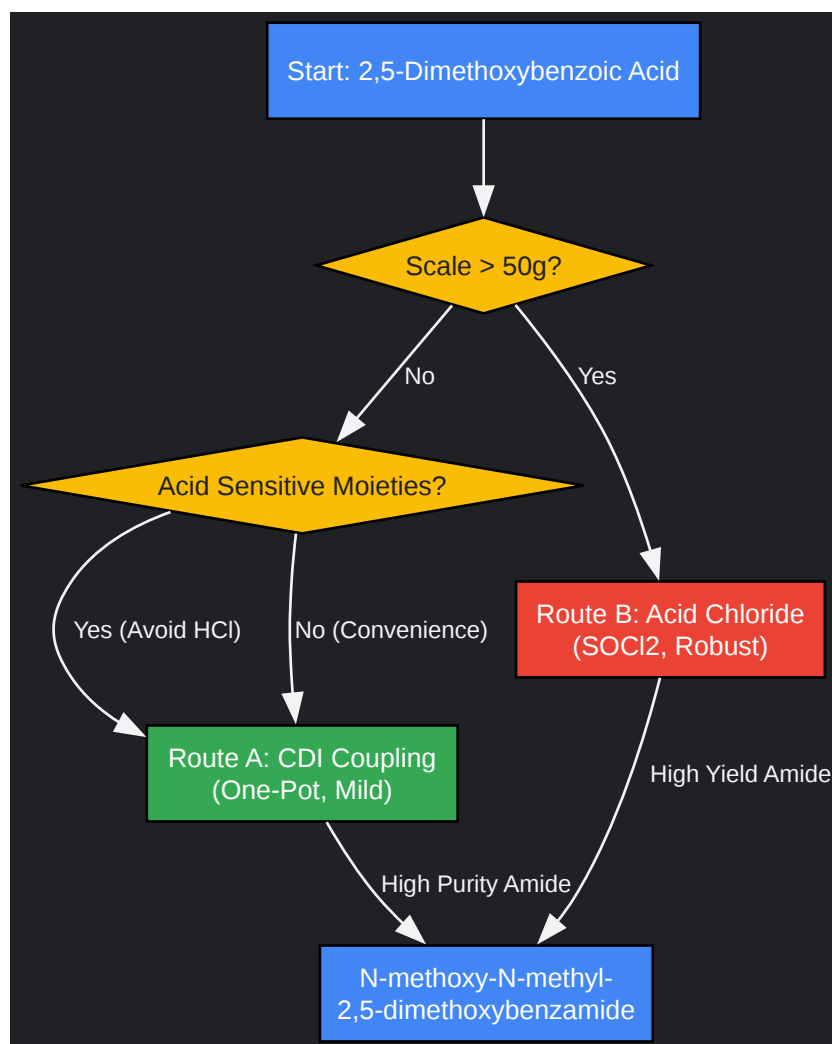 Start: 2,5-Dimethoxybenzoic Acid
Scale > 50g?
No
Yes
Acid Sensitive Moieties?
Yes (Avoid HCl)
No (Convenience)
Route B: Acid Chloride
(SOCl2, Robust)
Route A: CDI Coupling
(One-Pot, Mild)
High Yield Amide
High Purity Amide
N-methoxy-N-methyl-
2,5-dimethoxybenzamide